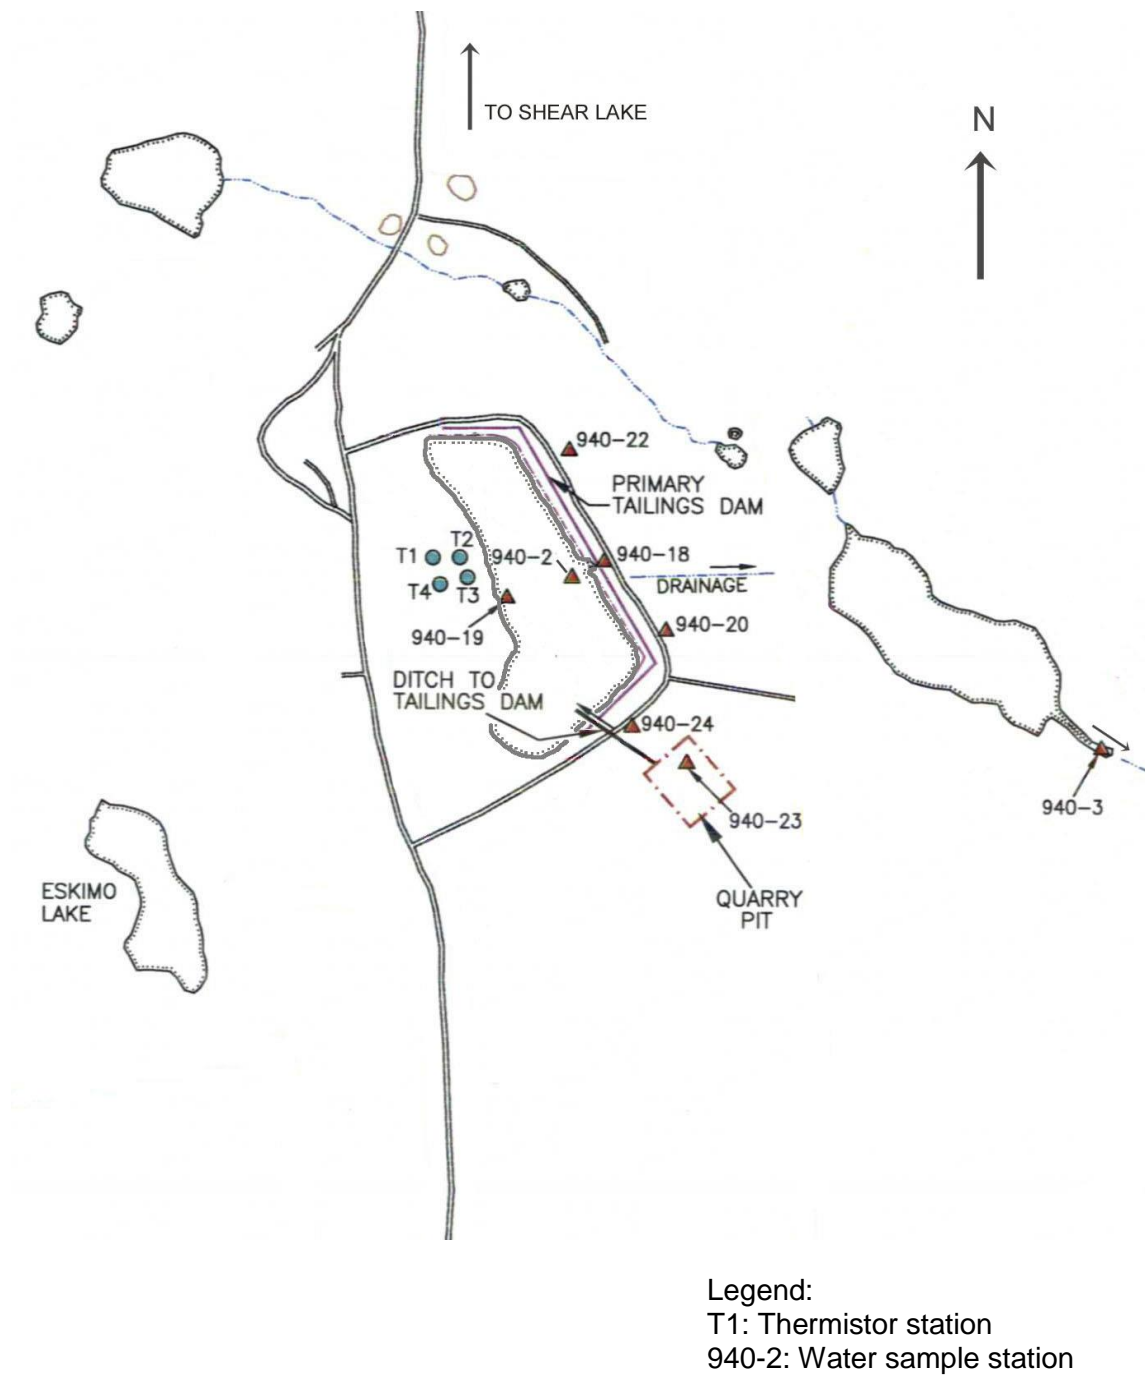 TO SHEAR LAKE
N
940-22
PRIMARY
TAILINGS DAM
T1
T2
940-2
940-18
T4
T3
DRAINAGE
940-19
940-20
DITCH TO
TAILINGS DAM
940-24
940-3
940-23
ESKIMO
LAKE
QUARRY
PIT
Legend:
T1: Thermistor station
940-2: Water sample station